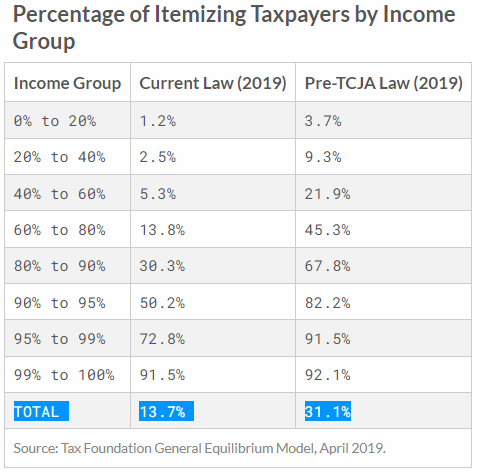 Percentage of Itemizing Taxpayers by Income
Group
Income Group Current Law (2019) Pre-TCJA Law (2019)
0% to 20% 1.2% 3.7%
20% to 40% 2.5% 9.3%
40% to 60% 5.3% 21.9%
60% to 80% 13.8% 45.3%
80% to 90% 30.3% 67.8%
90% to 95% 50.2% 82.2%
95% to 99% 72.8% 91.5%
99% to 100% 91.5% 92.1%
TOTAL 13.7% 31.1%
Source: Tax Foundation General Equilibrium Model, April 2019.